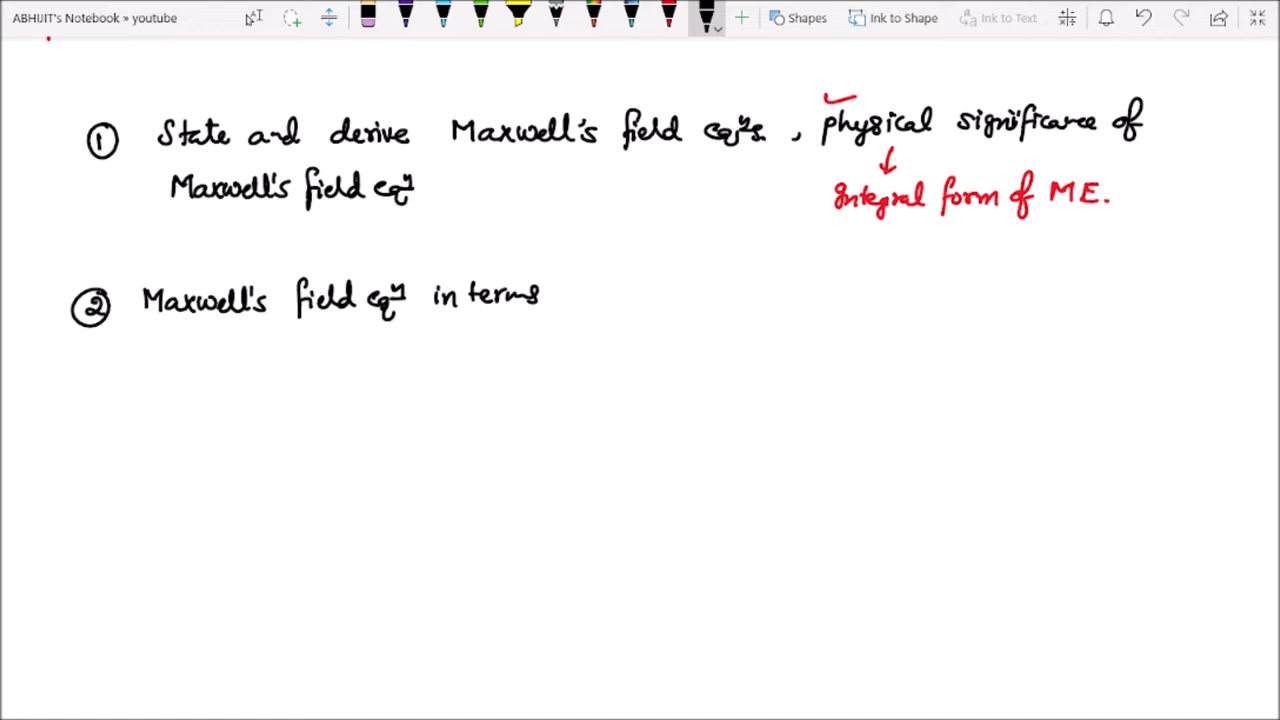 ABHIJIT's Notebook » youtube
Shapes
Ink to Shape
Ink to Text
① State and derive Maxwell's field eqⁿs. , physical significance of
Maxwell's field eqⁿ
Integral form of ME.
② Maxwell's field eqⁿ in terms